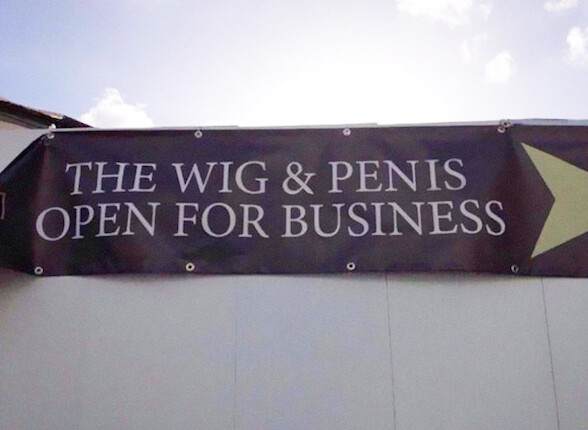 THE WIG & PENIS
OPEN FOR BUSINESS